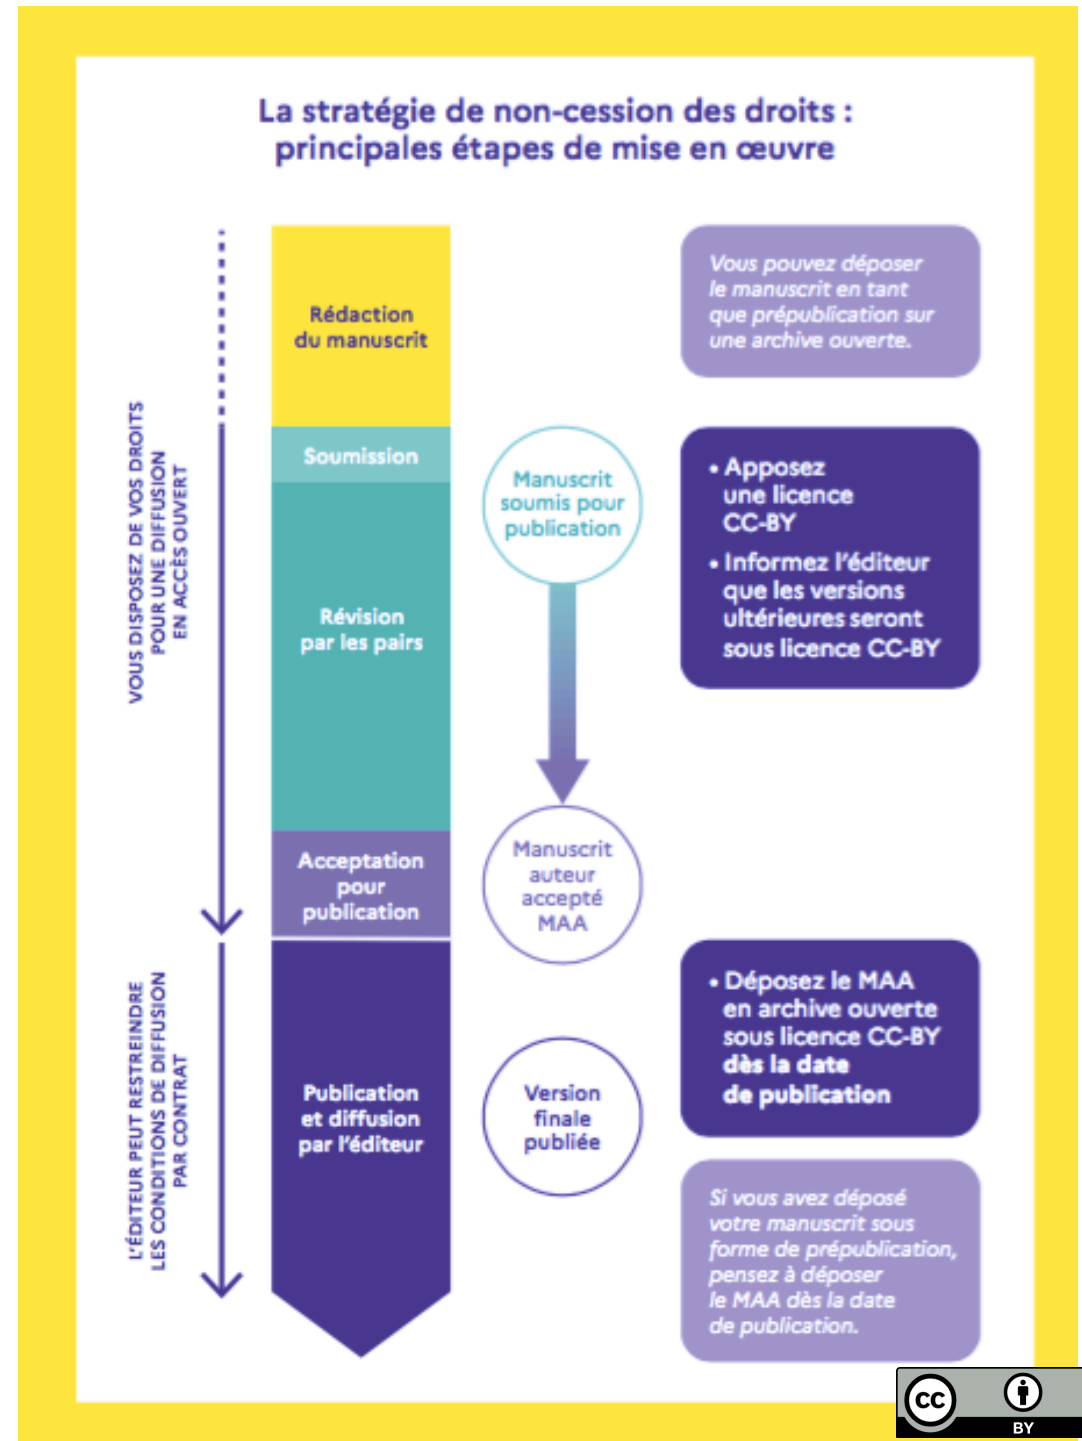 La stratégie de non-cession des droits :
principales étapes de mise en œuvre
VOUS DISPOSEZ DE VOS DROITS
POUR UNE DIFFUSION
EN ACCÈS OUVERT
Rédaction
du manuscrit
Vous pouvez déposer
le manuscrit en tant
que prépublication sur
une archive ouverte.
Soumission
Manuscrit
soumis pour
publication
• Apposez
une licence
CC-BY
• Informez l'éditeur
que les versions
ultérieures seront
sous licence CC-BY
Révision
par les pairs
Acceptation
pour
publication
Manuscrit
auteur
accepté
MAA
L'ÉDITEUR PEUT RESTREINDRE
LES CONDITIONS DE DIFFUSION
PAR CONTRAT
Publication
et diffusion
par l'éditeur
Version
finale
publiée
• Déposez le MAA
en archive ouverte
sous licence CC-BY
dès la date
de publication
Si vous avez déposé
votre manuscrit sous
forme de prépublication,
pensez à déposer
le MAA dès la date
de publication.
cc
BY